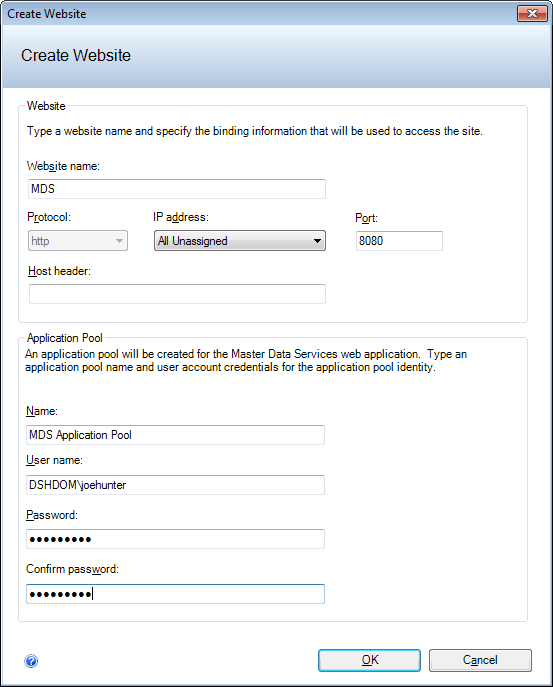 Create Website
Create Website
Website
Type a website name and specify the binding information that will be used to access the site.
Website name:
MDS
Protocol: IP address: Port:
http All Unassigned 8080
Host header:
Application Pool
An application pool will be created for the Master Data Services web application. Type an
application pool name and user account credentials for the application pool identity.
Name:
MDS Application Pool
User name:
DSHDOM\joehunter
Password:
●●●●●●●●●
Confirm password:
●●●●●●●●●
? OK Cancel